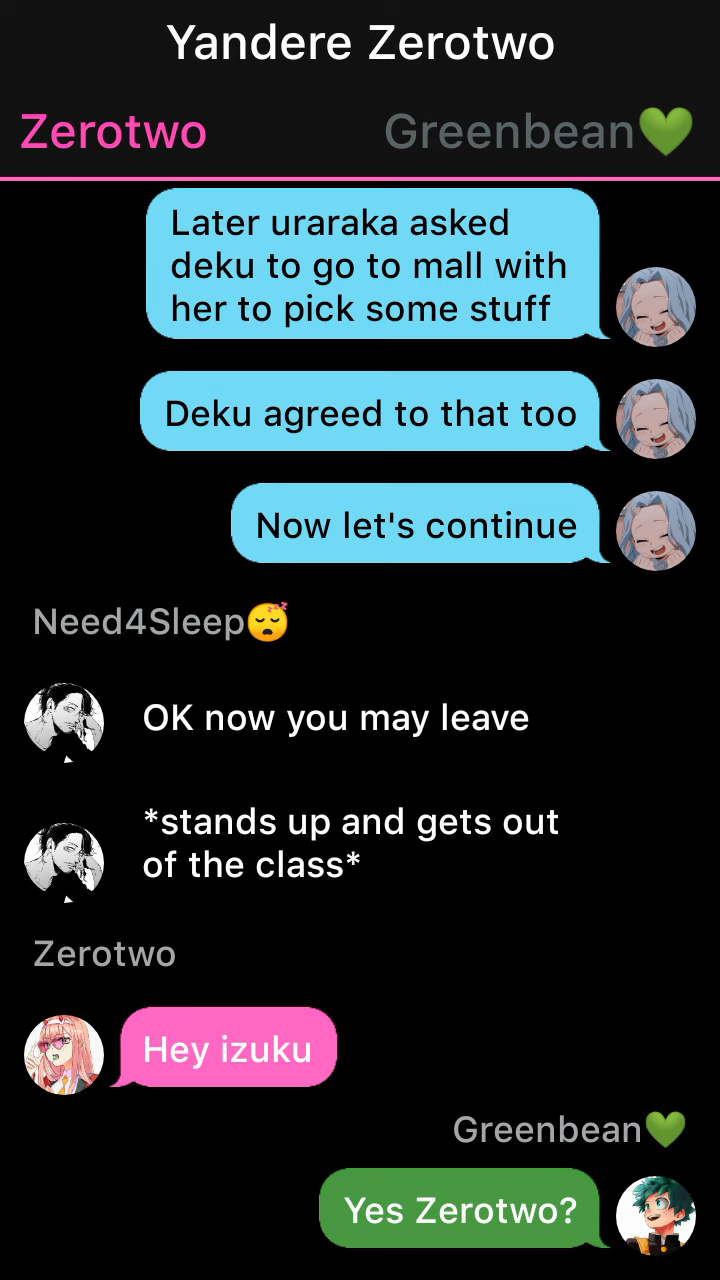 Yandere Zerotwo
Zerotwo
Greenbean💚
Later uraraka asked
deku to go to mall with
her to pick some stuff
Deku agreed to that too
Now let's continue
Need4Sleep😴
OK now you may leave
*stands up and gets out
of the class*
Zerotwo
Hey izuku
Greenbean💚
Yes Zerotwo?